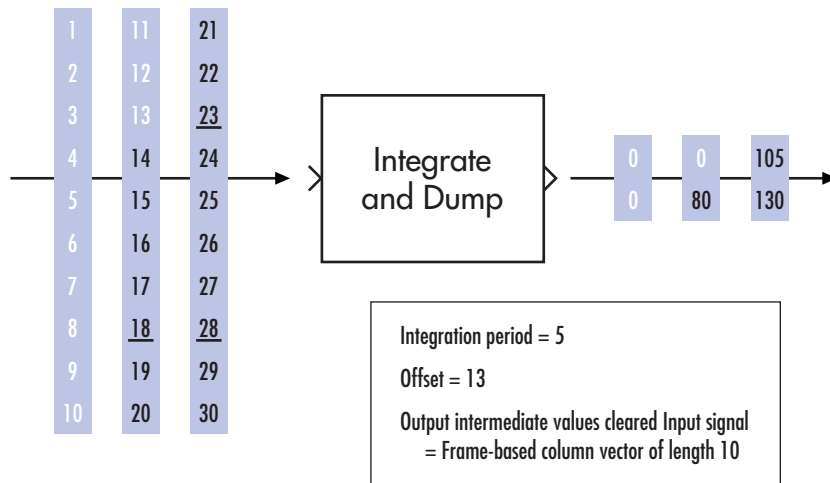 1 11 21
2 12 22
3 13 23
4 14 24
5 15 25
6 16 26
7 17 27
8 18 28
9 19 29
10 20 30
Integrate
and Dump
0 0 105
0 80 130
Integration period = 5
Offset = 13
Output intermediate values cleared Input signal
= Frame-based column vector of length 10